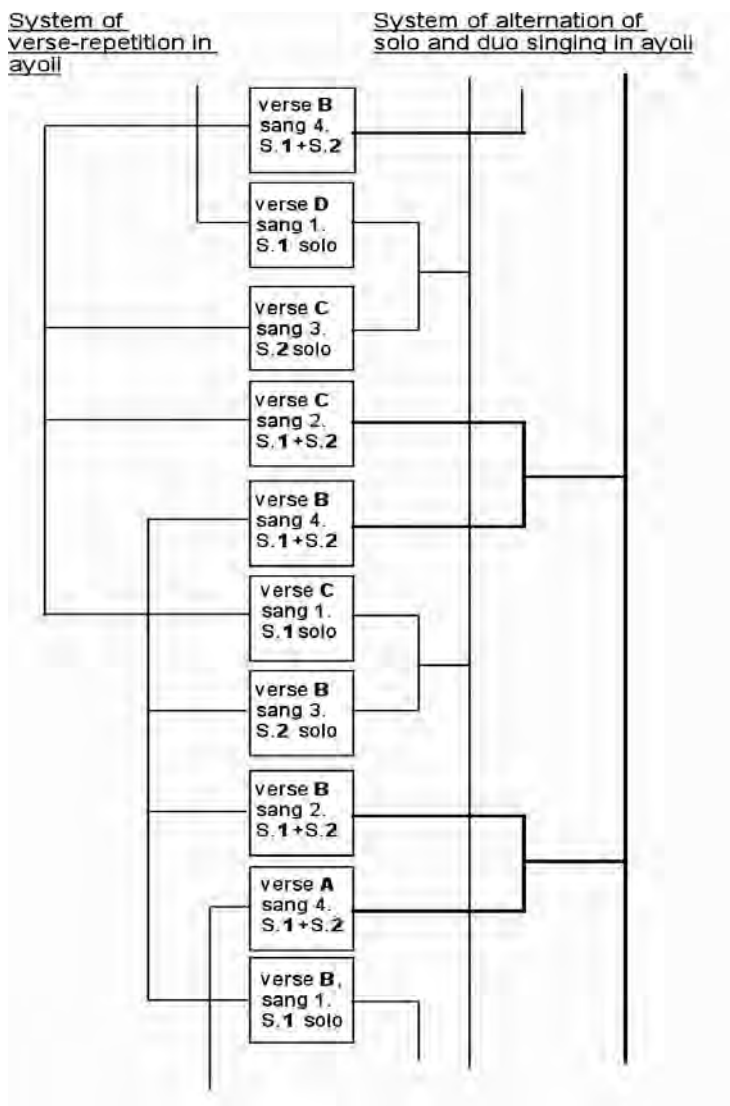 System of
verse-repetition in
ayoii
System of alternation of
solo and duo singing in ayoii
verse B
sang 4.
S.1+S.2
verse D
sang 1.
S.1 solo
verse C
sang 3.
S.2 solo
verse C
sang 2.
S.1+S.2
verse B
sang 4.
S.1+S.2
verse C
sang 1.
S.1 solo
verse B
sang 3.
S.2 solo
verse B
sang 2.
S.1+S.2
verse A
sang 4.
S.1+S.2
verse B,
sang 1.
S.1 solo